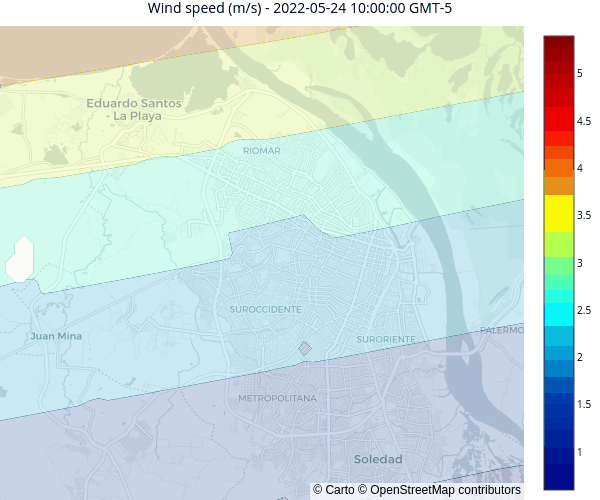 Wind speed (m/s) - 2022-05-24 10:00:00 GMT-5
Eduardo Santos
- La Playa
RIOMAR
SUROCCIDENTE
Juan Mina
SURORIENTE
PALERMO
METROPOLITANA
Soledad
© Carto © OpenStreetMap contributors
5
4.5
4
3.5
3
2.5
2
1.5
1